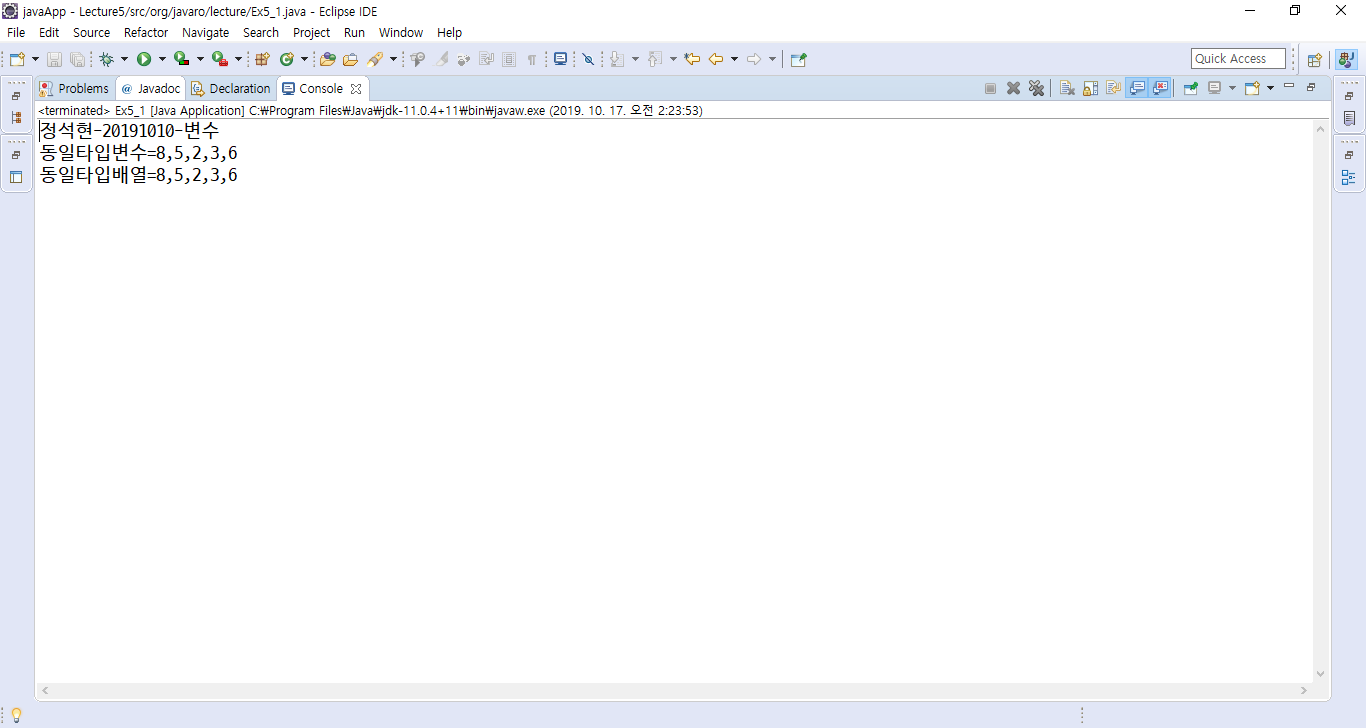 javaApp - Lecture5/src/org/javaro/lecture/Ex5_1.java - Eclipse IDE
File Edit Source Refactor Navigate Search Project Run Window Help
Quick Access
Problems @ Javadoc Declaration Console
<terminated> Ex5_1 [Java Application] C:₩Program Files₩Java₩jdk-11.0.4+11₩bin₩javaw.exe (2019. 10. 17. 오전 2:23:53)
정석현-20191010-변수
동일타입변수=8,5,2,3,6
동일타입배열=8,5,2,3,6